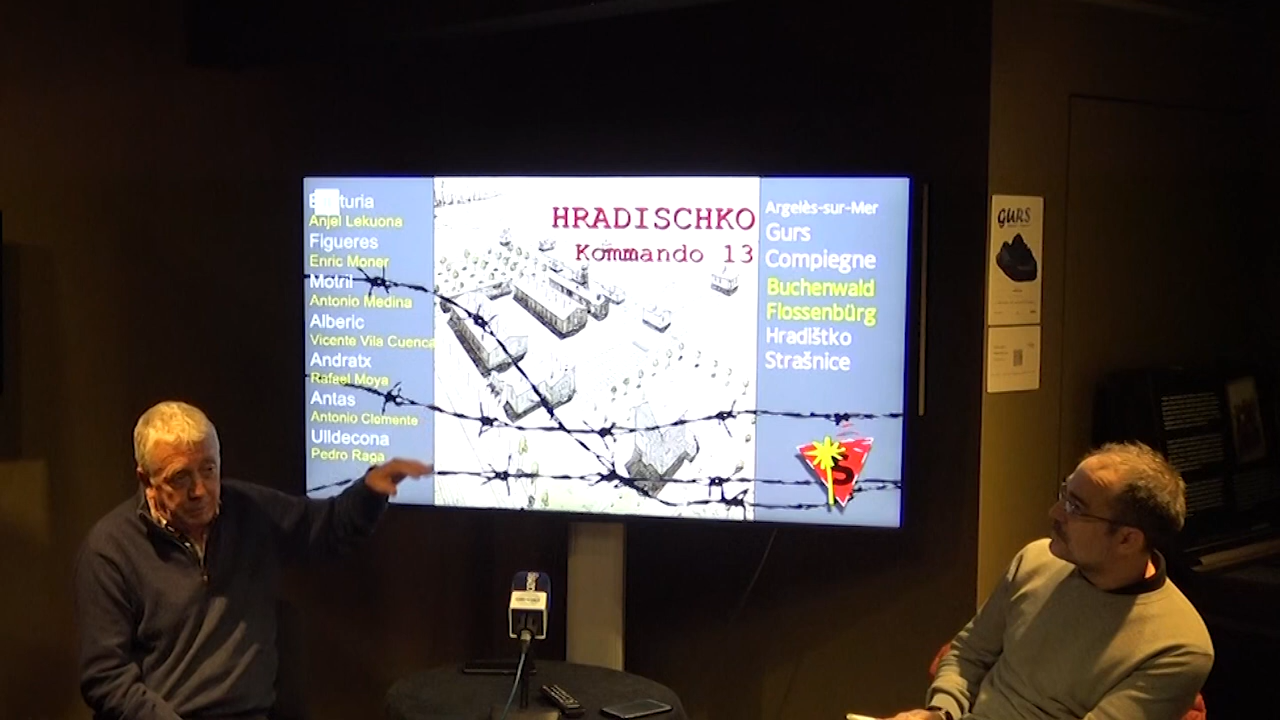 Anjel Lekuona
Figueres
Enric Moner
Motril
Antonio Medina
Alberic
Vicente Vila Cuenca
Andratx
Rafael Moya
Antas
Antonio Clemente
Ulldecona
Pedro Raga
HRADISCHKO
Kommando 13
Argelès-sur-Mer
Gurs
Compiegne
Buchenwald
Flossenbürg
Hradištko
Strašnice
S
GURS